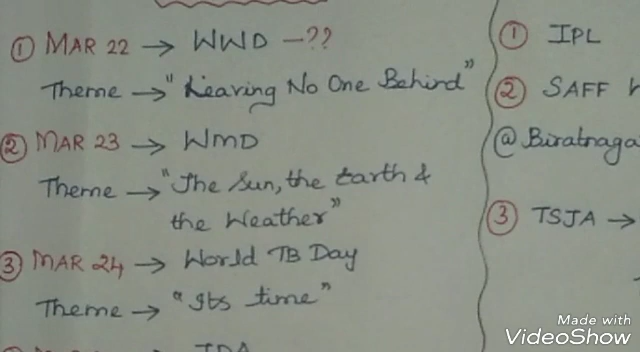 ① MAR 22 → WWD -??
Theme → "Leaving No One Behind"
② MAR 23 → WMD
Theme → "The Sun, the Earth &
the Weather"
③ MAR 24 → World TB Day
Theme → "Its time"
① IPL
② SAFF
@ Biratnaga
③ TSJA →
Made with
VideoShow